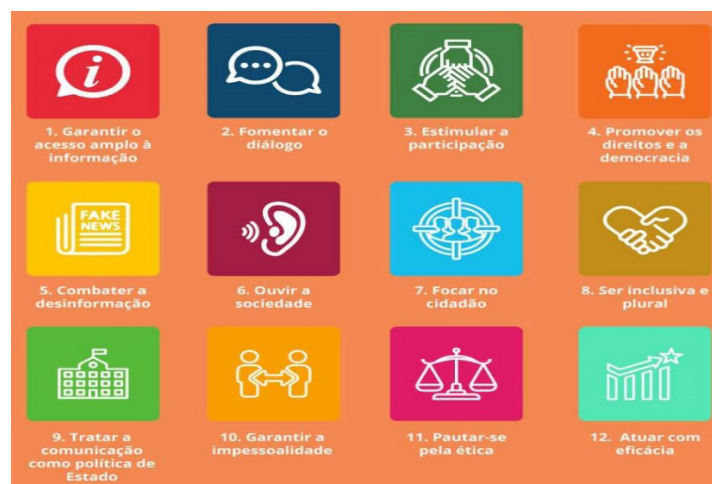 1. Garantir o
acesso amplo à
informação
2. Fomentar o
diálogo
3. Estimular a
participação
4. Promover os
direitos e a
democracia
FAKE
NEWS
5. Combater a
desinformação
6. Ouvir a
sociedade
7. Focar no
cidadão
8. Ser inclusiva e
plural
9. Tratar a
comunicação
como política de
Estado
10. Garantir a
impessoalidade
11. Pautar-se
pela ética
12. Atuar com
eficácia